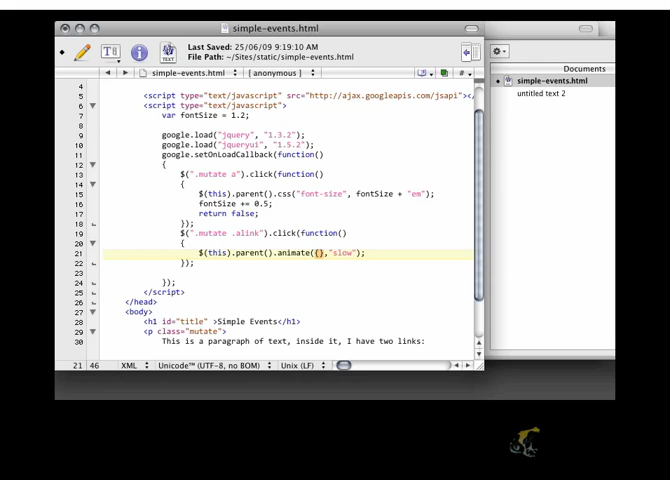 simple-events.html
Last Saved: 25/06/09 9:19:10 AM
File Path: ~/Sites/static/simple-events.html
TEXT
simple-events.html
[ anonymous ]
#
Documents
simple-events.html
untitled text 2
4
5 <script type="text/javascript" src="http://ajax.googleapis.com/jsapi"></
6 <script type="text/javascript">
7 var fontSize = 1.2;
8
9 google.load("jquery", "1.3.2");
10 google.load("jqueryui", "1.5.2");
11 google.setOnLoadCallback(function()
12 {
13 $(".mutate a").click(function()
14 {
15 $(this).parent().css("font-size", fontSize + "em");
16 fontSize += 0.5;
17 return false;
18 });
19 $(".mutate .alink").click(function()
20 {
21 $(this).parent().animate({},"slow");
22 });
23
24 });
25 </script>
26 </head>
27 <body>
28 <h1 id="title" >Simple Events</h1>
29 <p class="mutate">
30 This is a paragraph of text, inside it, I have two links:
21 46 XML Unicode™ (UTF-8, no BOM) Unix (LF)